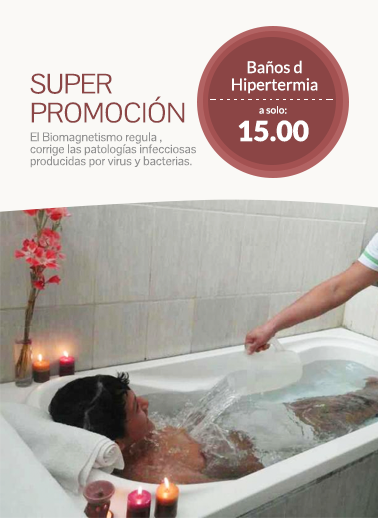 SUPER
PROMOCIÓN
El Biomagnetismo regula ,
corrige las patologías infecciosas
producidas por virus y bacterias.
Baños d
Hipertermia
a solo:
15.00